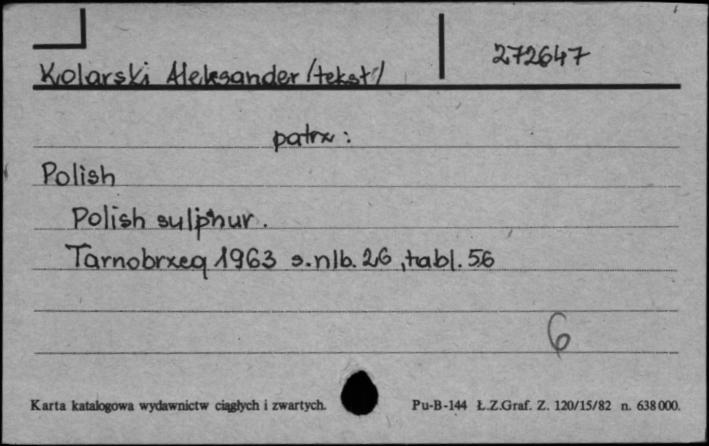 Kolarski Aleksander /tekst/ 272647
patrz:
Polish
Polish sulphur.
Tarnobrzeg 1963 s.nlb. 26, tabl. 56
6
Karta katalogowa wydawnictw ciągłych i zwartych. Pu-B-144 Ł.Z.Graf. Z. 120/15/82 n. 638 000.